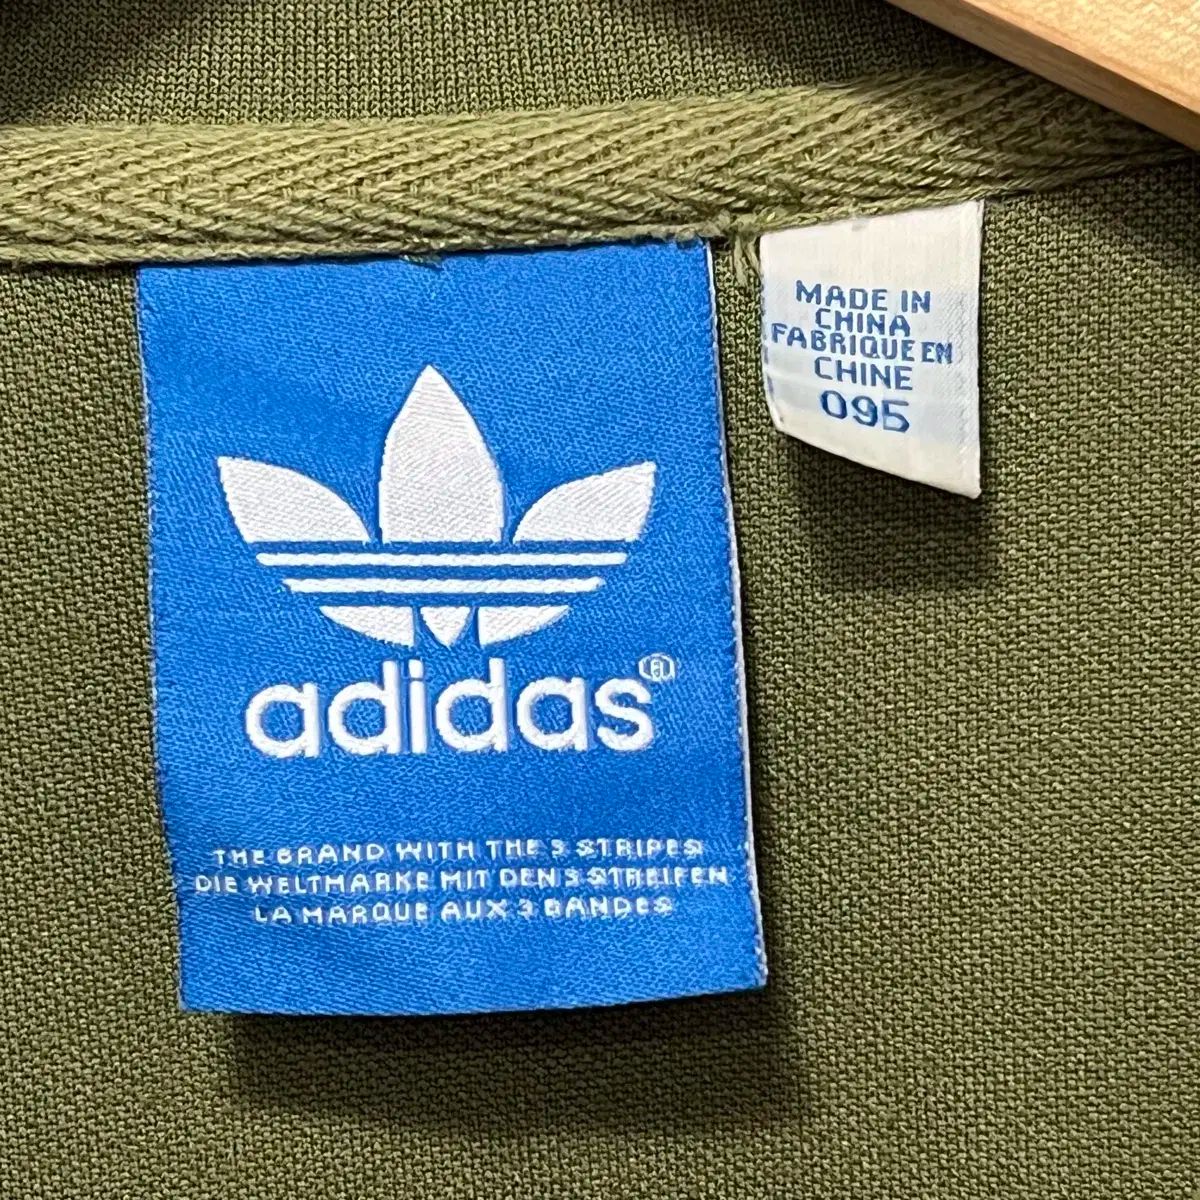 adidas®
THE BRAND WITH THE 3 STRIPES
DIE WELTMARKE MIT DEN 3 STREIFEN
LA MARQUE AUX 3 BANDES
MADE IN
CHINA
FABRIQUE EN
CHINE
095